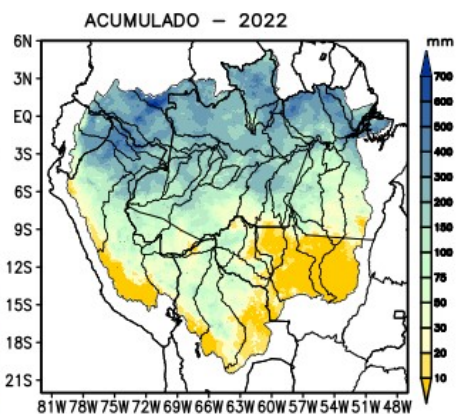 ACUMULADO – 2022
mm
6N
3N
EQ
3S
6S
9S
12S
15S
18S
21S
700
600
500
400
300
200
150
100
75
50
30
20
10
81W 78W 75W 72W 69W 66W 63W 60W 57W 54W 51W 48W